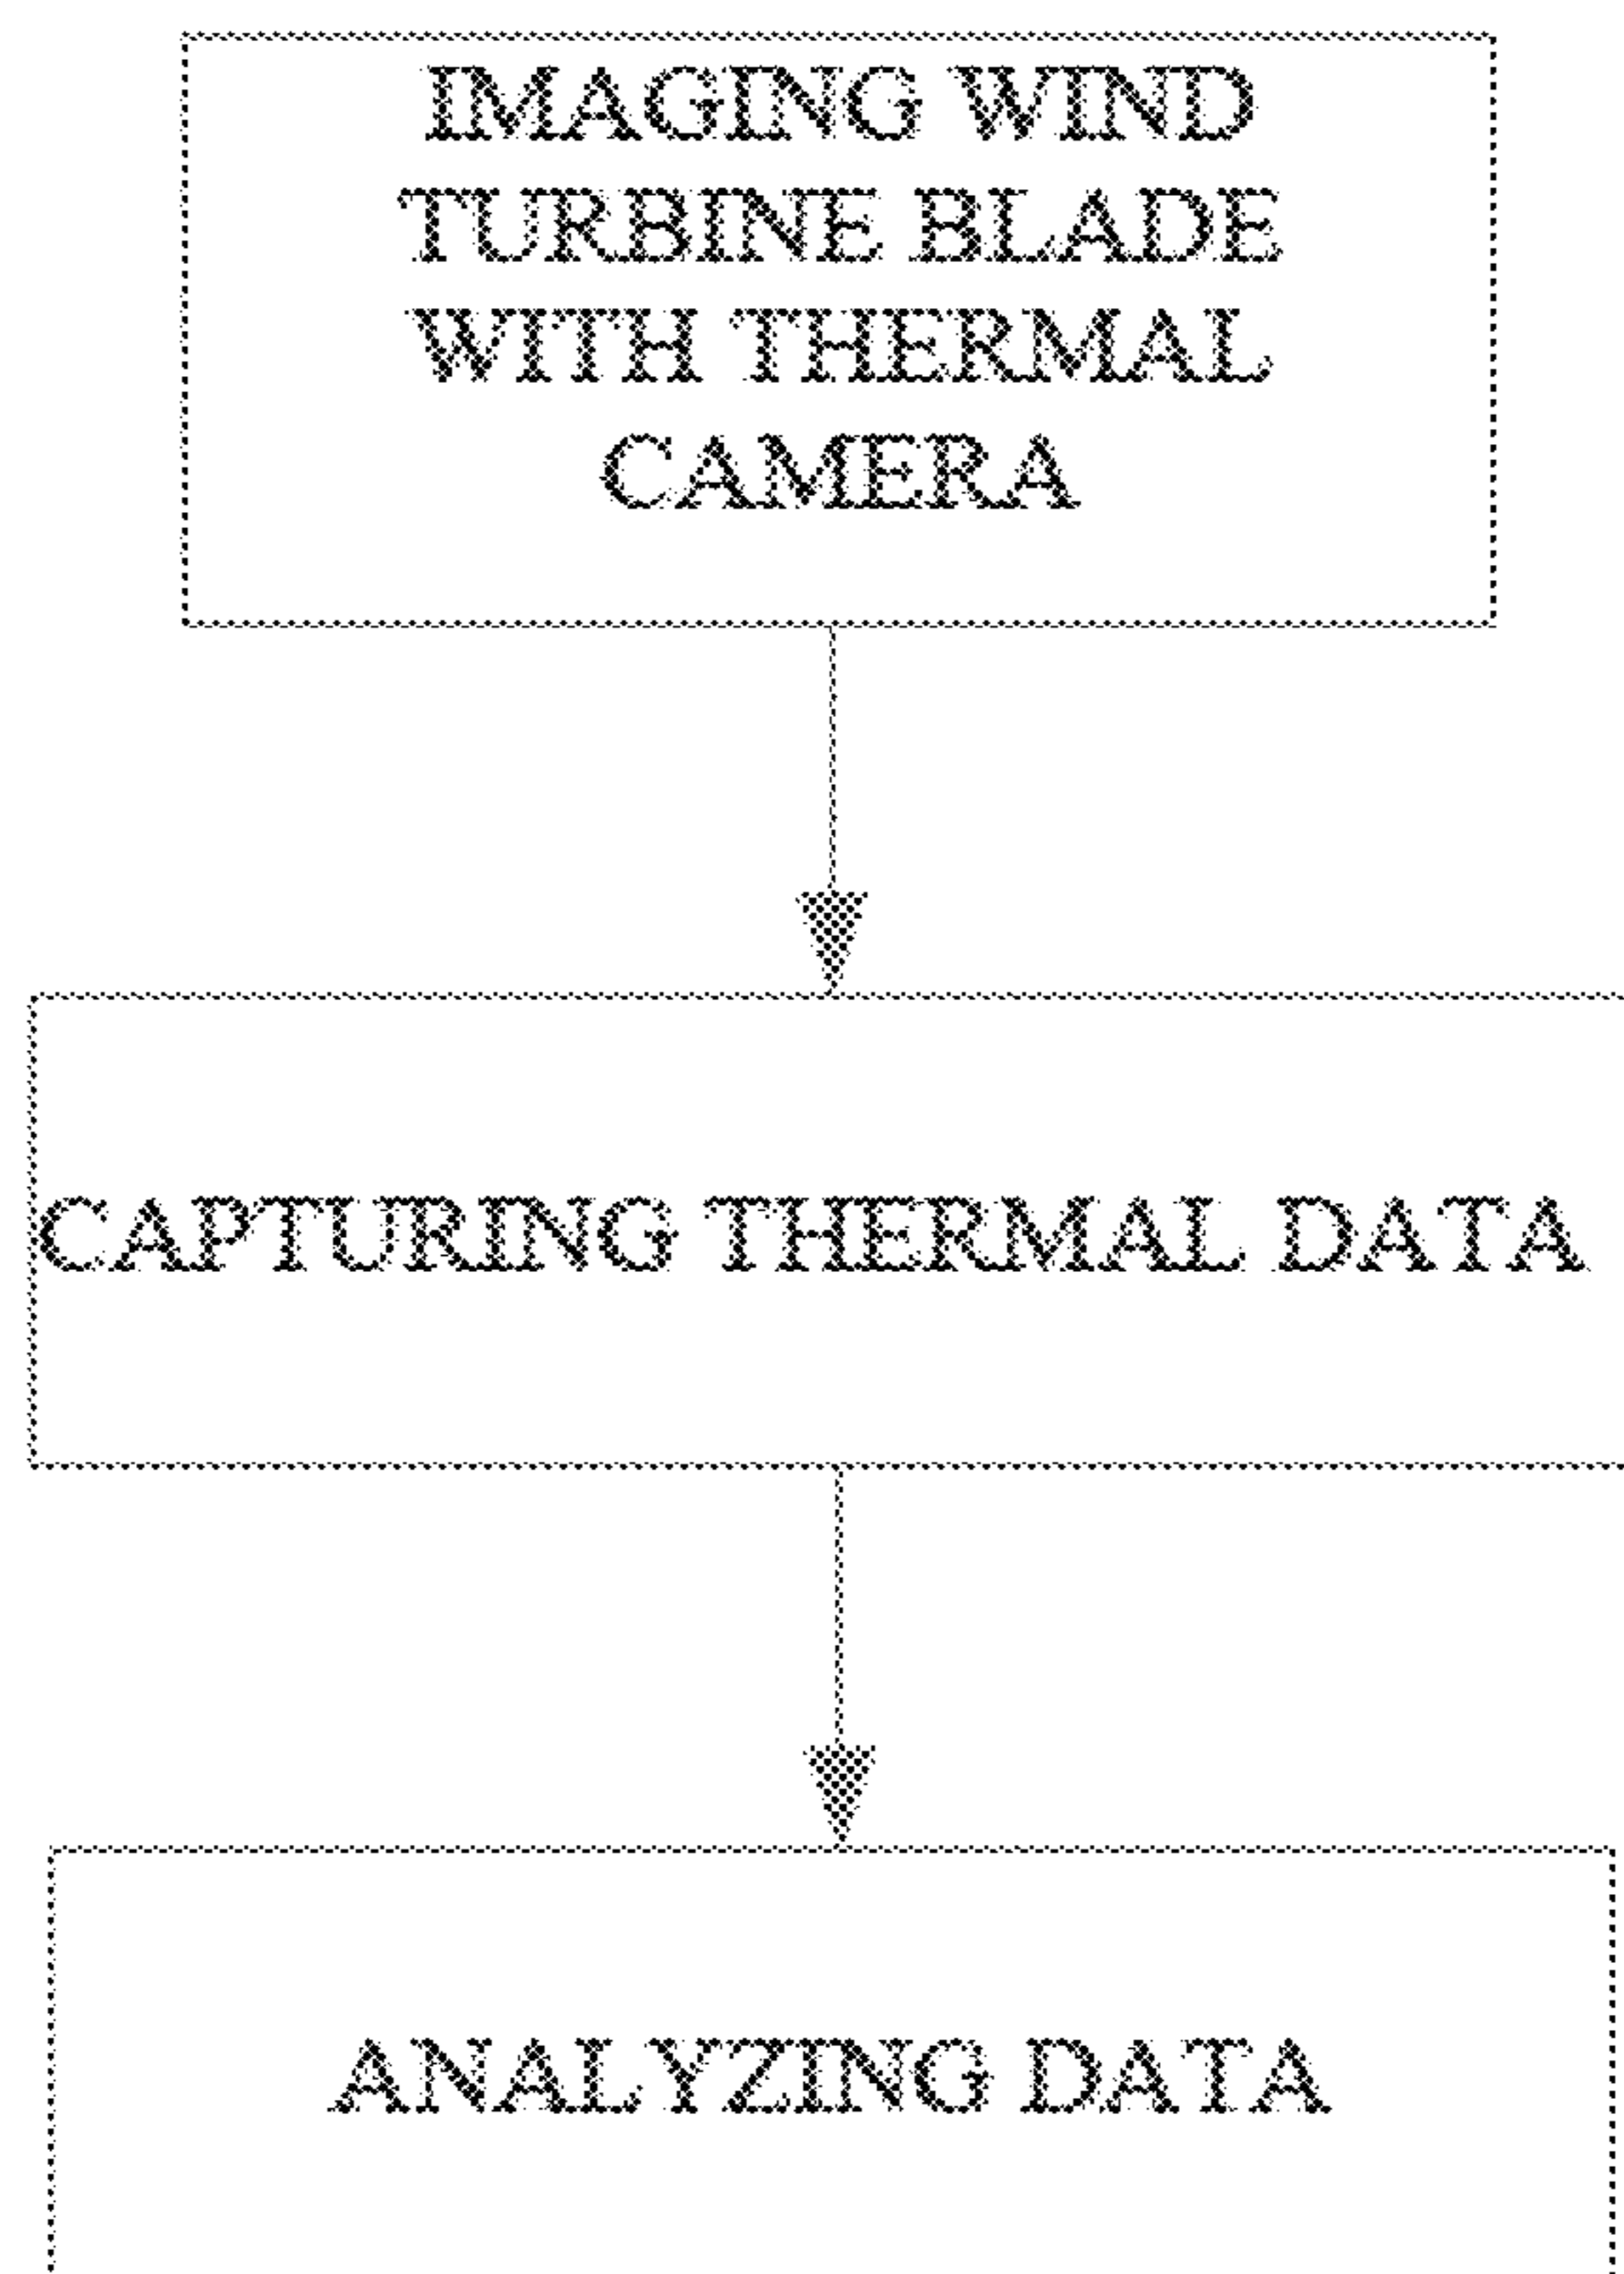 IMAGING WIND
TURBINE BLADE
WITH THERMAL
CAMERA
CAPTURING THERMAL DATA
ANALYZING DATA